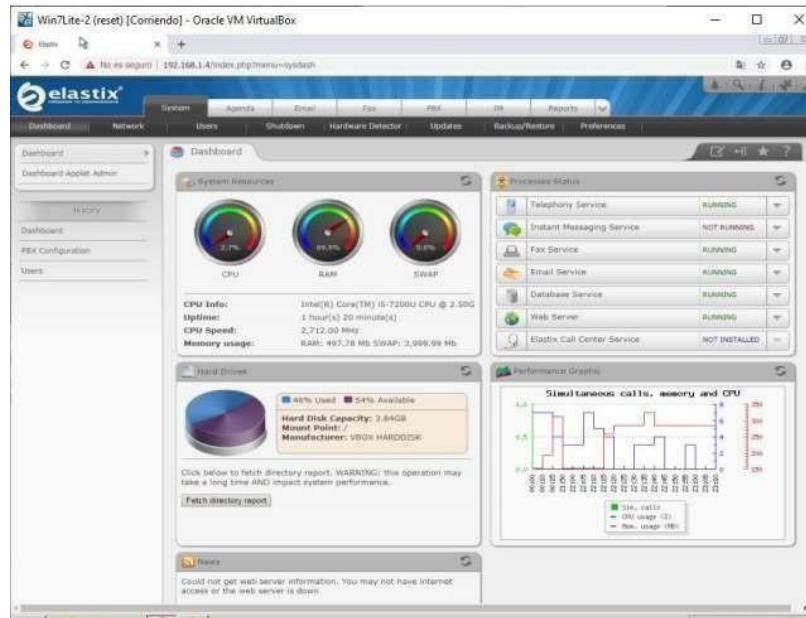 Win7Lite-2 (reset) [Corriendo] - Oracle VM VirtualBox
Elastix
No es seguro | 192.168.1.4/index.php?menu=sysdash
elastix
System Agenda Email Fax PBX IM Reports
Dashboard Network Users Shutdown Hardware Detector Updates Backup/Restore Preferences
Dashboard
Dashboard Applet Admin
History
Dashboard
PBX Configuration
Users
Dashboard
System Resources
CPU RAM SWAP
CPU Info: Intel(R) Core(TM) i5-7200U CPU @ 2.50G
Uptime: 1 hour(s) 20 minute(s)
CPU Speed: 2,712.00 MHz
Memory usage: RAM: 497.78 Mb SWAP: 3,999.99 Mb
Processes Status
Telephony Service RUNNING
Instant Messaging Service NOT RUNNING
Fax Service RUNNING
Email Service RUNNING
Database Service RUNNING
Web Server RUNNING
Elastix Call Center Service NOT INSTALLED
Hard Drives
46% Used 54% Available
Hard Disk Capacity: 3.84GB
Mount Point: /
Manufacturer: VBOX HARDDISK
Click below to fetch directory report. WARNING: this operation may
take a long time AND impact system performance.
Fetch directory report
Performance Graphic
Simultaneous calls, memory and CPU
Sim. calls
CPU usage (%)
Mem. usage (MB)
News
Could not get web server information. You may not have internet
access or the web server is down